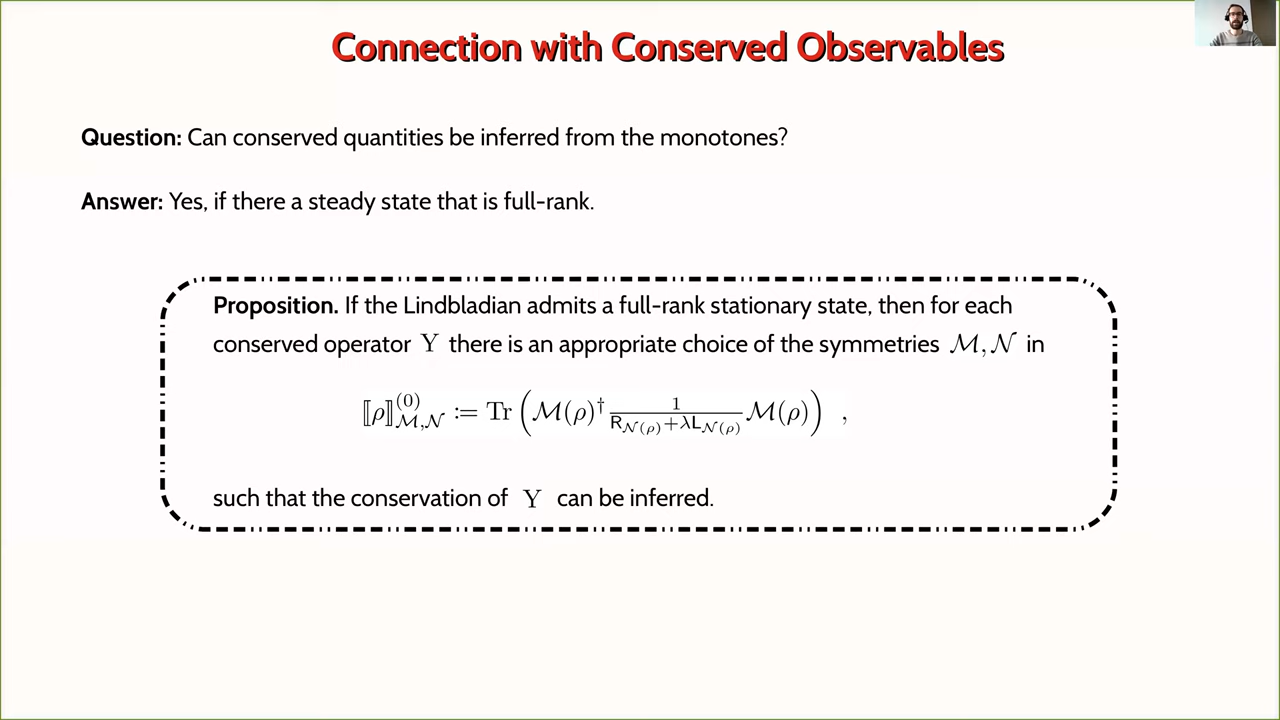 Connection with Conserved Observables
Question: Can conserved quantities be inferred from the monotones?
Answer: Yes, if there a steady state that is full-rank.
Proposition. If the Lindbladian admits a full-rank stationary state, then for each
conserved operator Y there is an appropriate choice of the symmetries ℳ, 𝒩 in
⟦ρ⟧^{(0)}_{ℳ,𝒩} := Tr ( ℳ(ρ)† \frac{1}{R_{𝒩(ρ)} + λL_{𝒩(ρ)}} ℳ(ρ) ) ,
such that the conservation of Y can be inferred.